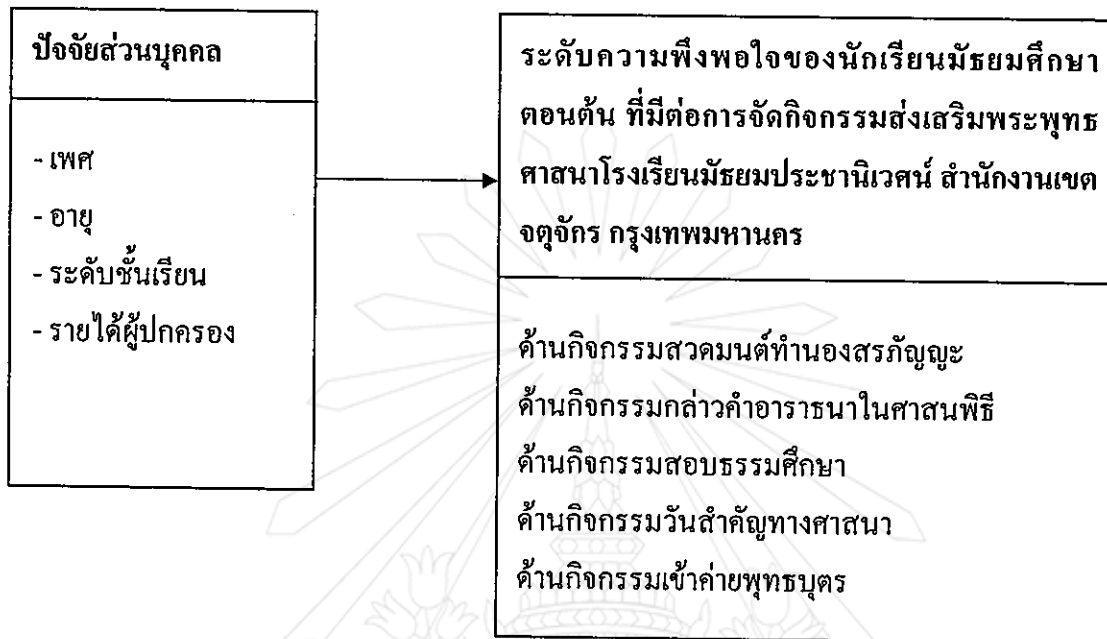 ปัจจัยส่วนบุคคล
- เพศ
- อายุ
- ระดับชั้นเรียน
- รายได้ผู้ปกครอง
ระดับความพึงพอใจของนักเรียนมัธยมศึกษา
ตอนต้น ที่มีต่อการจัดกิจกรรมส่งเสริมพระพุทธ
ศาสนาโรงเรียนมัธยมประชานิเวศน์ สำนักงานเขต
จตุจักร กรุงเทพมหานคร
ด้านกิจกรรมสวดมนต์ทำนองสรภัญญะ
ด้านกิจกรรมกล่าวคำอาราธนาในศาสนพิธี
ด้านกิจกรรมสอบธรรมศึกษา
ด้านกิจกรรมวันสำคัญทางศาสนา
ด้านกิจกรรมเข้าค่ายพุทธบุตร